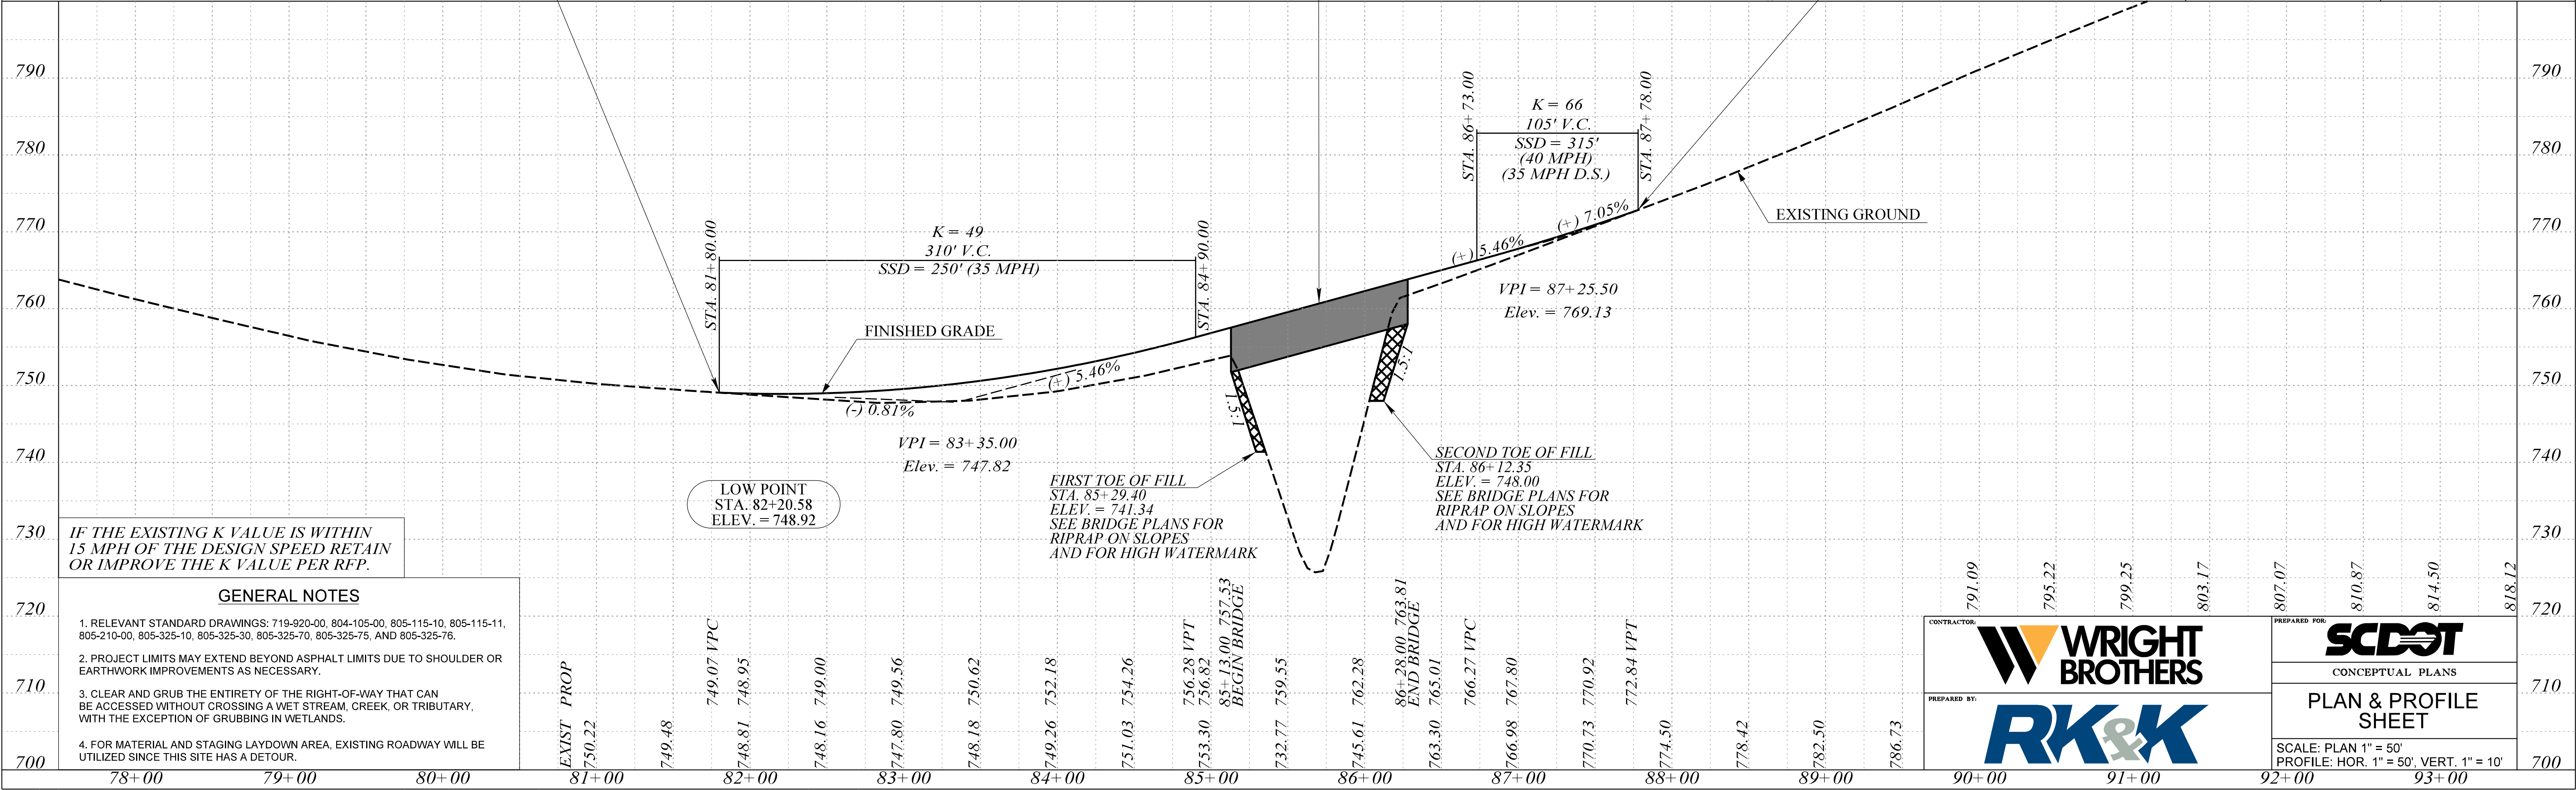 790
780
770
760
750
740
730
720
710
700
790
780
770
760
750
740
730
720
710
700
STA. 81+80.00
K = 49
310' V.C.
SSD = 250' (35 MPH)
STA. 84+90.00
FINISHED GRADE
(-) 0.81%
(+) 5.46%
VPI = 83+35.00
Elev. = 747.82
LOW POINT
STA. 82+20.58
ELEV. = 748.92
1.5:1
FIRST TOE OF FILL
STA. 85+29.40
ELEV. = 741.34
SEE BRIDGE PLANS FOR
RIPRAP ON SLOPES
AND FOR HIGH WATERMARK
1.5:1
SECOND TOE OF FILL
STA. 86+12.35
ELEV. = 748.00
SEE BRIDGE PLANS FOR
RIPRAP ON SLOPES
AND FOR HIGH WATERMARK
STA. 86+73.00
K = 66
105' V.C.
SSD = 315'
(40 MPH)
(35 MPH D.S.)
STA. 87+78.00
(+) 5.46%
(+) 7.05%
VPI = 87+25.50
Elev. = 769.13
EXISTING GROUND
IF THE EXISTING K VALUE IS WITHIN
15 MPH OF THE DESIGN SPEED RETAIN
OR IMPROVE THE K VALUE PER RFP.
GENERAL NOTES
1. RELEVANT STANDARD DRAWINGS: 719-920-00, 804-105-00, 805-115-10, 805-115-11,
805-210-00, 805-325-10, 805-325-30, 805-325-70, 805-325-75, AND 805-325-76.
2. PROJECT LIMITS MAY EXTEND BEYOND ASPHALT LIMITS DUE TO SHOULDER OR
EARTHWORK IMPROVEMENTS AS NECESSARY.
3. CLEAR AND GRUB THE ENTIRETY OF THE RIGHT-OF-WAY THAT CAN
BE ACCESSED WITHOUT CROSSING A WET STREAM, CREEK, OR TRIBUTARY,
WITH THE EXCEPTION OF GRUBBING IN WETLANDS.
4. FOR MATERIAL AND STAGING LAYDOWN AREA, EXISTING ROADWAY WILL BE
UTILIZED SINCE THIS SITE HAS A DETOUR.
EXIST PROP
750.22
749.48
749.07 VPC
748.81 748.95
748.16 749.00
747.80 749.56
748.18 750.62
749.26 752.18
751.03 754.26
756.28 VPT
753.30 756.82
85+13.00 757.53
BEGIN BRIDGE
732.77 759.55
745.61 762.28
86+28.00 763.81
END BRIDGE
763.30 765.01
766.27 VPC
766.98 767.80
770.73 770.92
772.84 VPT
774.50
778.42
782.50
786.73
791.09
795.22
799.25
803.17
807.07
810.87
814.50
818.12
78+00
79+00
80+00
81+00
82+00
83+00
84+00
85+00
86+00
87+00
88+00
89+00
90+00
91+00
92+00
93+00
CONTRACTOR:
WRIGHT
BROTHERS
PREPARED BY:
RK&K
PREPARED FOR:
SCDOT
CONCEPTUAL PLANS
PLAN & PROFILE
SHEET
SCALE: PLAN 1" = 50'
PROFILE: HOR. 1" = 50', VERT. 1" = 10'